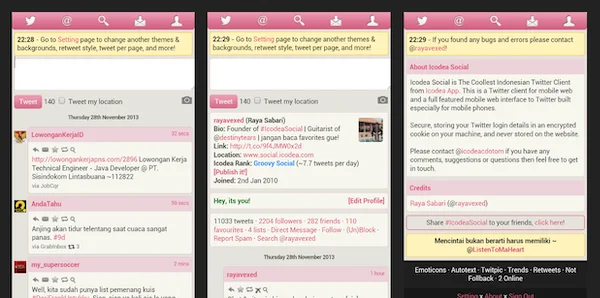 22:28 - Go to Setting page to change another themes &
backgrounds, retweet style, tweet per page, and more!
Tweet 140 Tweet my location
Thursday 28th November 2013
LowonganKerjaID 32 secs
http://lowongankerjapns.com/2896 Lowongan Kerja
Technical Engineer - Java Developer @ PT.
Sisindokom Lintasbuana ~112822
via JobCqr
AndaTahu 56 secs
Anjing akan tidur telentang saat cuaca sangat
panas. #9d
via GrabInbox 3
my_supersoccer 1 min
Well, kita sudah punya list pemenang kuis
22:29 - Go to Setting page to change another themes &
backgrounds, retweet style, tweet per page, and more!
Tweet 140 Tweet my location
rayavexed (Raya Sabari)
Bio: Founder of #IcodeaSocial | Guitarist of
@destinytears | jangan baca favorites gue!
Link: http://t.co/9f4JMW0x2d
Location: www.social.icodea.com
Icodea Rank: Groovy Social (~7.7 tweets per day)
[Publish it!]
Joined: 2nd Jan 2010
Hey, its you! [Edit Profile]
11033 tweets · 2204 followers · 282 friends · 110
favourites · 4 lists · Direct Message · Follow · (Un)Block ·
Report Spam · Search @rayavexed
Thursday 28th November 2013
rayavexed 1 hour
22:29 - If you found any bugs and errors please contact
@rayavexed!
About Icodea Social
Icodea Social is The Coollest Indonesian Twitter Client
from Icodea App. This is a Twitter client for mobile web
and a full featured mobile web interface to Twitter built
especially for mobile phones.
Secure, storing your Twitter login details in an encrypted
cookie on your machine, and never stored on the website.
Please contact @icodeacdotcom if you have any
comments, suggestions or questions then feel free to get
in touch.
Credits
Raya Sabari (@rayavexed)
Share #IcodeaSocial to your friends, click here!
Mencintai bukan berarti harus memiliki ~
@ListenToMaHeart
Emoticons · Autotext · Twitpic · Trends · Retweets · Not
Follback · 2 Online
Setting x About x Sign Out